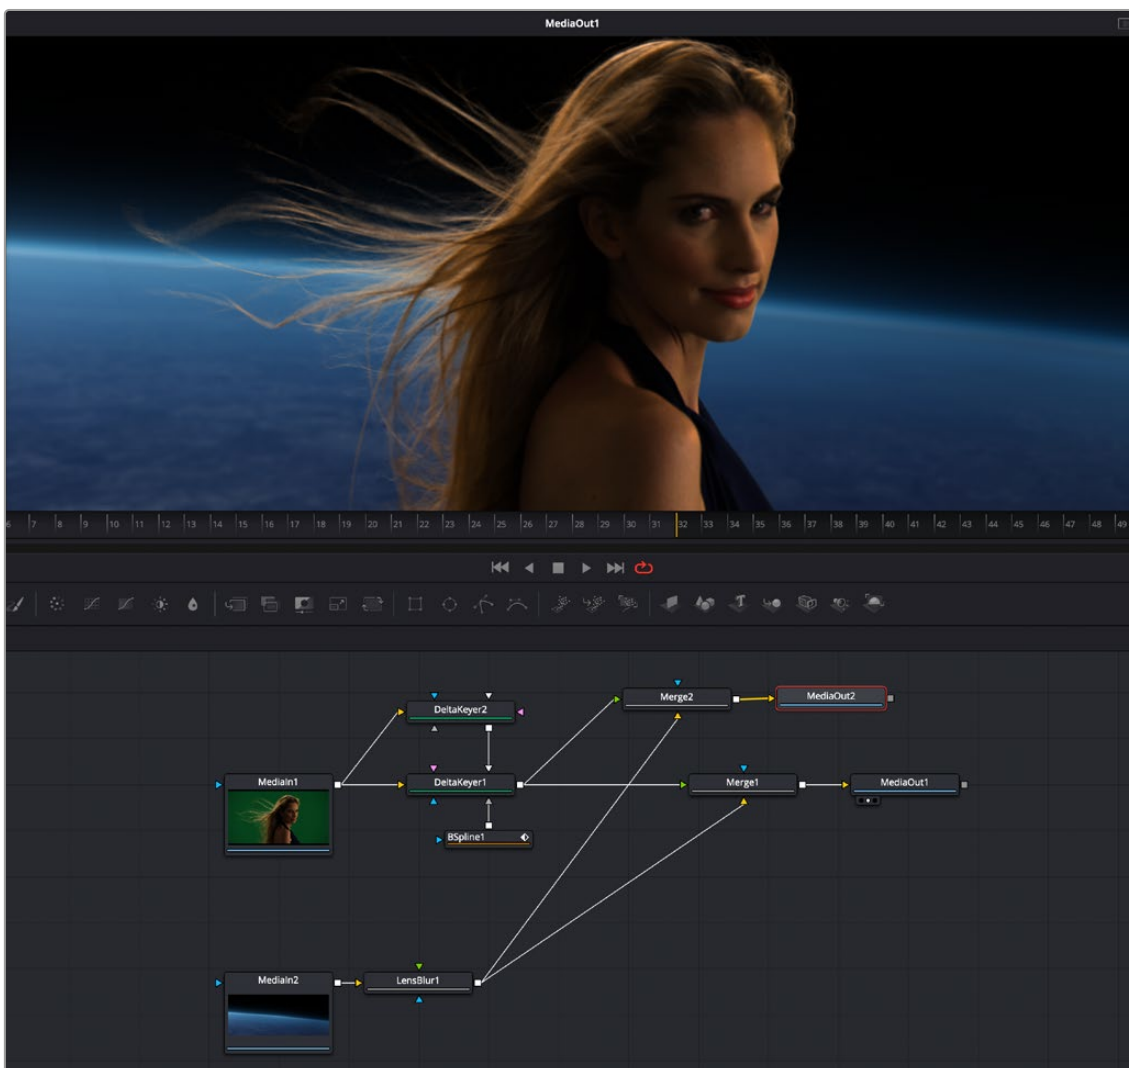 MediaOut1
6 7 8 9 10 11 12 13 14 15 16 17 18 19 20 21 22 23 24 25 26 27 28 29 30 31 32 33 34 35 36 37 38 39 40 41 42 43 44 45 46 47 48 49
T
Merge2
MediaOut2
DeltaKeyer2
MediaIn1
DeltaKeyer1
Merge1
MediaOut1
BSpline1
MediaIn2
LensBlur1